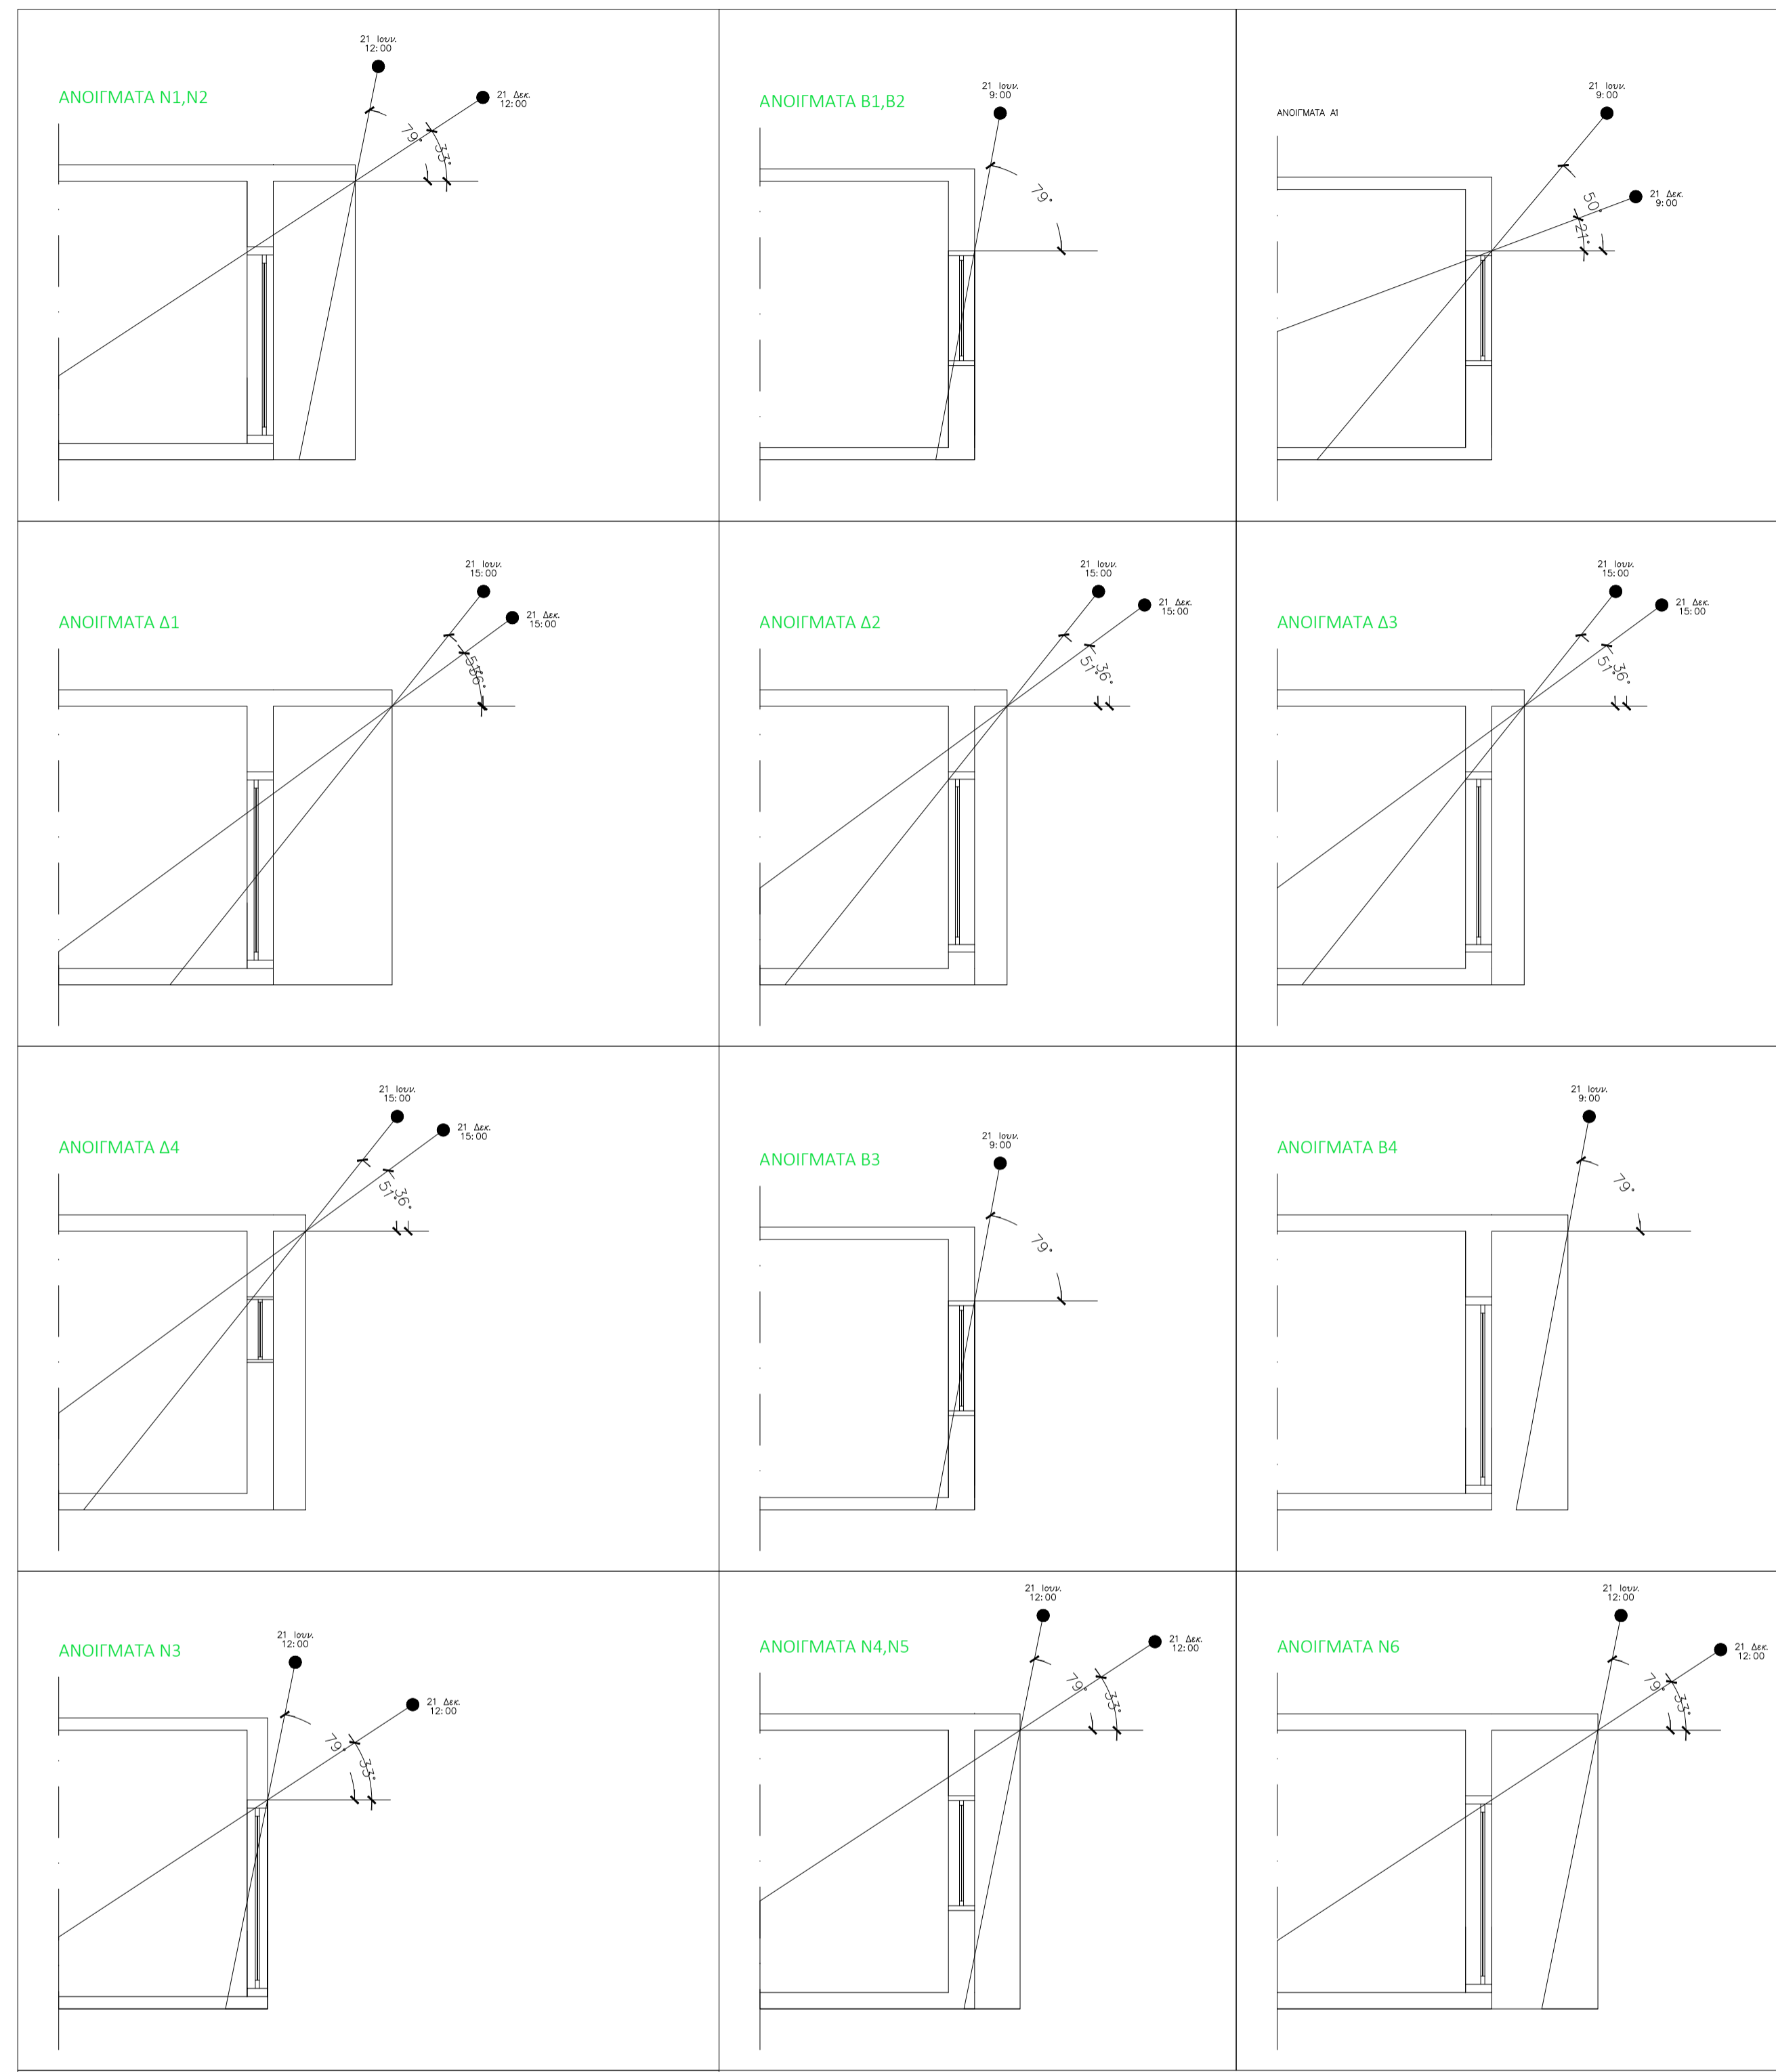 ΑΝΟΙΓΜΑΤΑ Ν1,Ν2
21 Ιουν.
12:00
21 Δεκ.
12:00
79°
33°
ΑΝΟΙΓΜΑΤΑ Β1,Β2
21 Ιουν.
9:00
79°
ΑΝΟΙΓΜΑΤΑ Α1
21 Ιουν.
9:00
21 Δεκ.
9:00
50°
21°
ΑΝΟΙΓΜΑΤΑ Δ1
21 Ιουν.
15:00
21 Δεκ.
15:00
51°
36°
ΑΝΟΙΓΜΑΤΑ Δ2
21 Ιουν.
15:00
21 Δεκ.
15:00
51°
36°
ΑΝΟΙΓΜΑΤΑ Δ3
21 Ιουν.
15:00
21 Δεκ.
15:00
51°
36°
ΑΝΟΙΓΜΑΤΑ Δ4
21 Ιουν.
15:00
21 Δεκ.
15:00
51°
36°
ΑΝΟΙΓΜΑΤΑ Β3
21 Ιουν.
9:00
79°
ΑΝΟΙΓΜΑΤΑ Β4
21 Ιουν.
9:00
79°
ΑΝΟΙΓΜΑΤΑ Ν3
21 Ιουν.
12:00
21 Δεκ.
12:00
79°
33°
ΑΝΟΙΓΜΑΤΑ Ν4,Ν5
21 Ιουν.
12:00
21 Δεκ.
12:00
79°
33°
ΑΝΟΙΓΜΑΤΑ Ν6
21 Ιουν.
12:00
21 Δεκ.
12:00
79°
33°